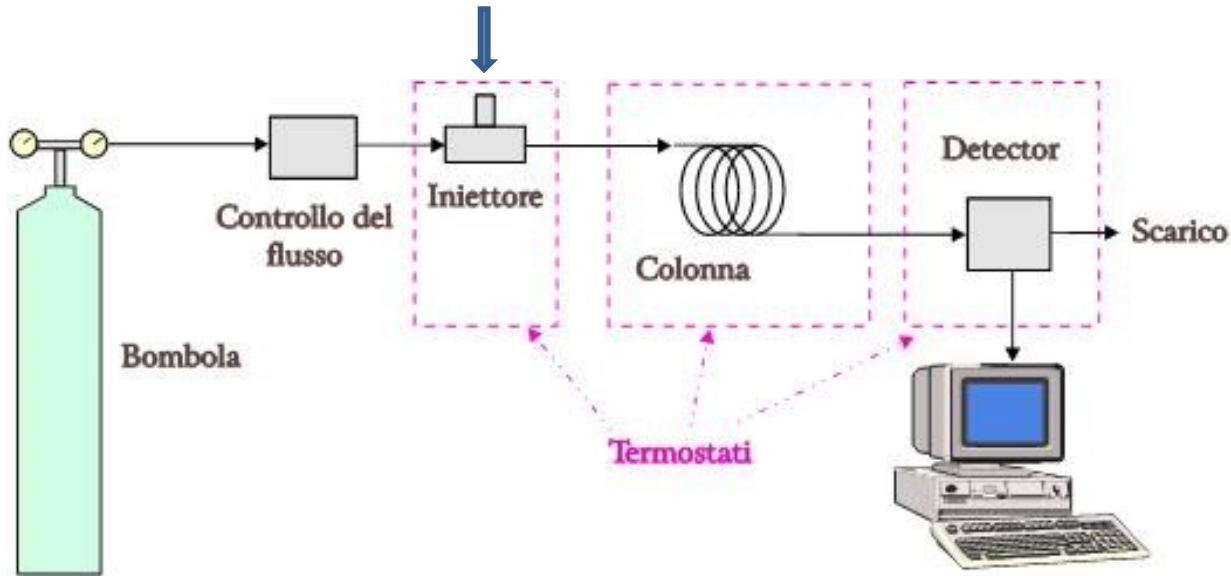 Detector
Iniettore
Controllo del
flusso
Scarico
Colonna
Bombola
Termostati